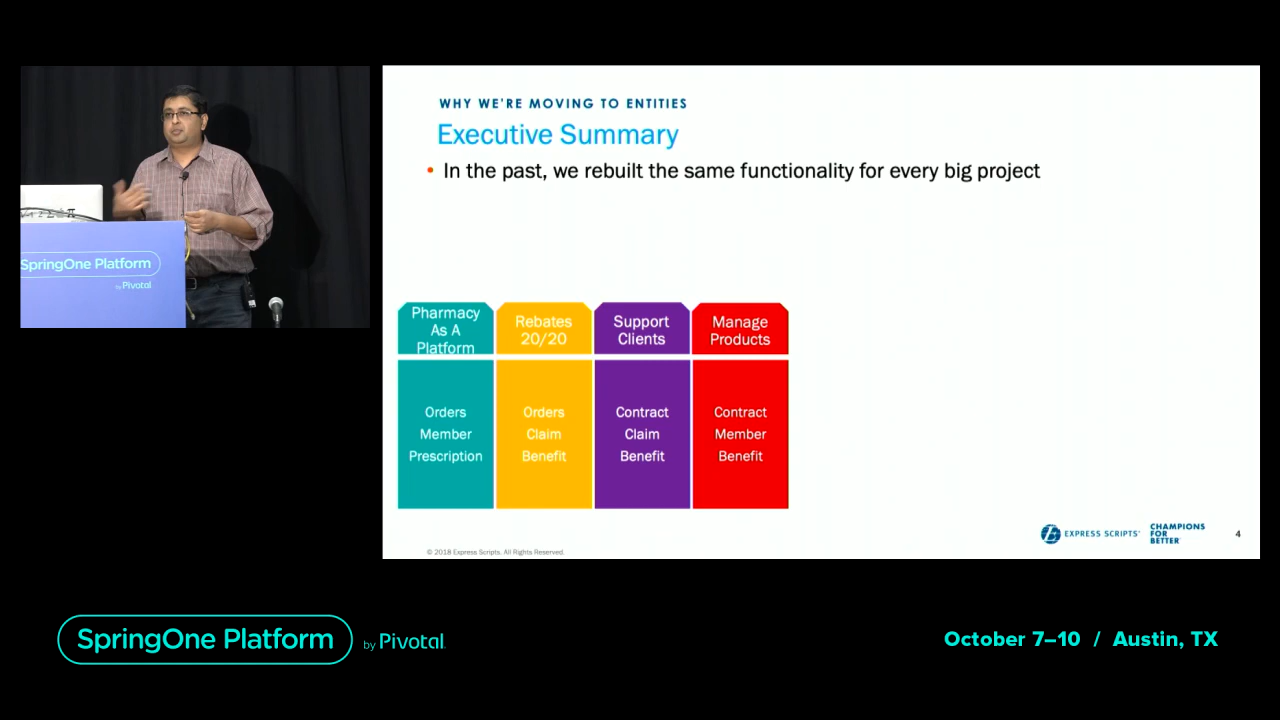 SpringOne Platform
by Pivotal
WHY WE'RE MOVING TO ENTITIES
Executive Summary
• In the past, we rebuilt the same functionality for every big project
Pharmacy
As A
Platform
Orders
Member
Prescription
Rebates
20/20
Orders
Claim
Benefit
Support
Clients
Contract
Claim
Benefit
Manage
Products
Contract
Member
Benefit
© 2018 Express Scripts. All Rights Reserved.
EXPRESS SCRIPTS®
CHAMPIONS
FOR
BETTER
4
SpringOne Platform by Pivotal.
October 7–10 / Austin, TX